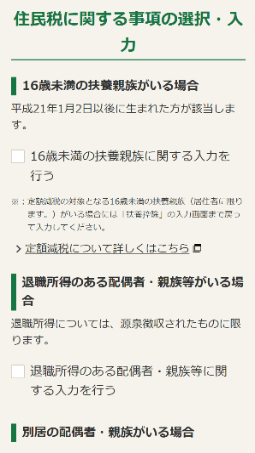 住民税に関する事項の選択・入
力
16歳未満の扶養親族がいる場合
平成21年1月2日以後に生まれた方が該当しま
す。
16歳未満の扶養親族に関する入力を
行う
※：定額減税の対象となる16歳未満の扶養親族（居住者に限り
ます。）がいる場合には「扶養控除」の入力画面まで戻っ
て入力してください。
定額減税について詳しくはこちら
退職所得のある配偶者・親族等がいる場
合
退職所得については、源泉徴収されたものに限
ります。
退職所得のある配偶者・親族等に関
する入力を行う
別居の配偶者・親族がいる場合